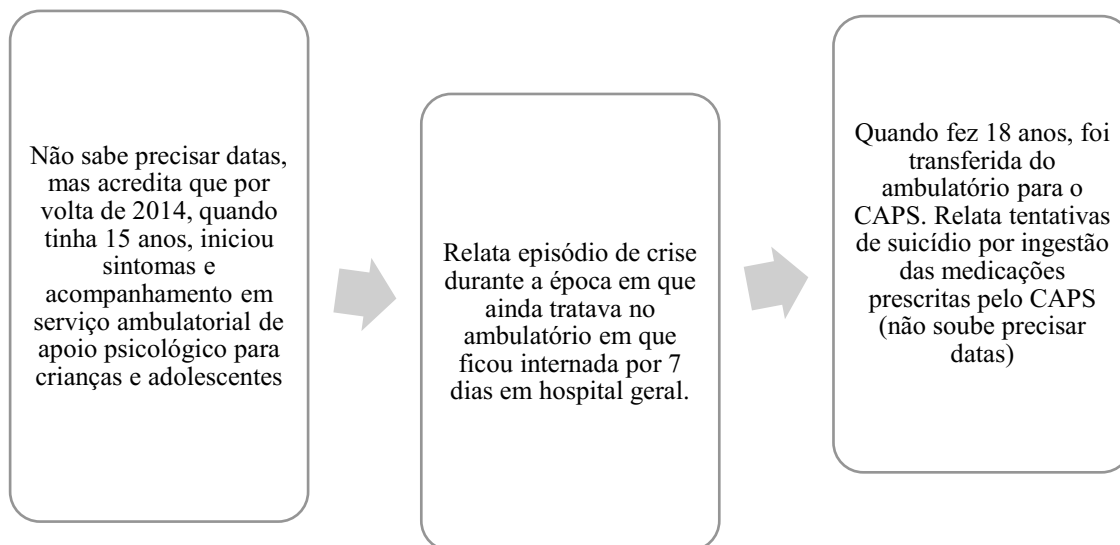 Não sabe precisar datas,
mas acredita que por
volta de 2014, quando
tinha 15 anos, iniciou
sintomas e
acompanhamento em
serviço ambulatorial de
apoio psicológico para
crianças e adolescentes
Relata episódio de crise
durante a época em que
ainda tratava no
ambulatório em que
ficou internada por 7
dias em hospital geral.
Quando fez 18 anos, foi
transferida do
ambulatório para o
CAPS. Relata tentativas
de suicídio por ingestão
das medicações
prescritas pelo CAPS
(não soube precisar
datas)